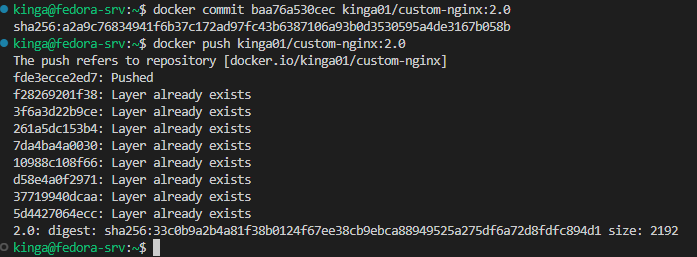 kinga@fedora-srv:~$ docker commit baa76a530cec kinga01/custom-nginx:2.0
sha256:a2a9c76834941f6b37c172ad97fc43b6387106a93b0d3530595a4de3167b058b
kinga@fedora-srv:~$ docker push kinga01/custom-nginx:2.0
The push refers to repository [docker.io/kinga01/custom-nginx]
fde3ecce2ed7: Pushed
f28269201f38: Layer already exists
3f6a3d22b9ce: Layer already exists
261a5dc153b4: Layer already exists
7da4ba4a0030: Layer already exists
10988c108f66: Layer already exists
d58e4a0f2971: Layer already exists
37719940dcaa: Layer already exists
5d4427064ecc: Layer already exists
2.0: digest: sha256:33c0b9a2b4a81f38b0124f67ee38cb9ebca88949525a275df6a72d8fdfc894d1 size: 2192
kinga@fedora-srv:~$